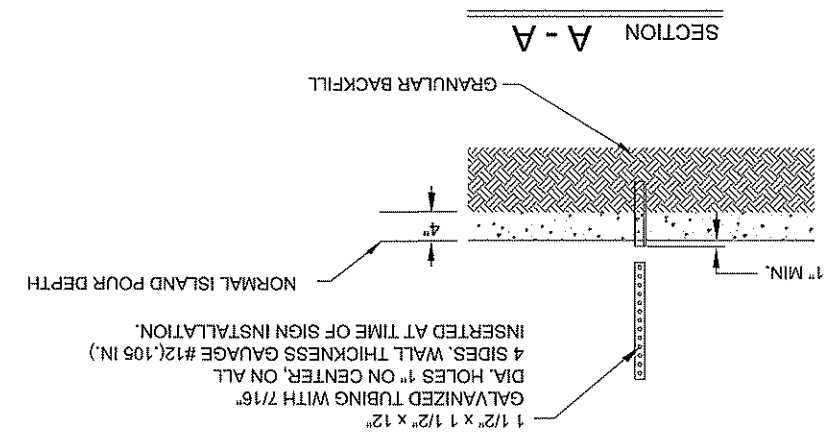 1 1/2" x 1 1/2" x 12"
GALVANIZED TUBING WITH 7/16"
DIA. HOLES 1" ON CENTER, ON ALL
4 SIDES. WALL THICKNESS GAUAGE #12(.105 IN.)
INSERTED AT TIME OF SIGN INSTALLATION.
NORMAL ISLAND POUR DEPTH
1" MIN.
4"
GRANULAR BACKFILL
SECTION A - A